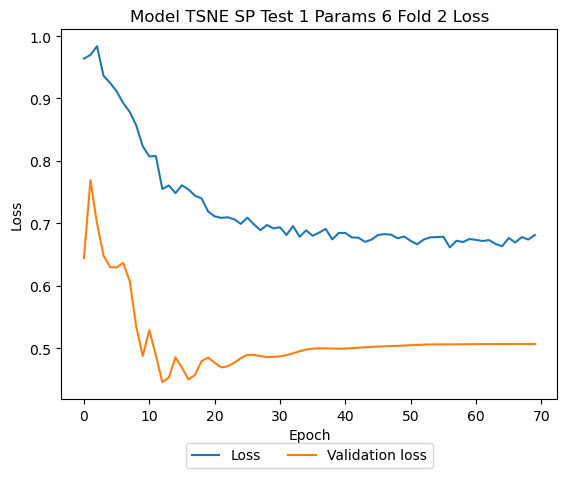 Model TSNE SP Test 1 Params 6 Fold 2 Loss
1.0
0.9
0.8
0.7
0.6
0.5
Loss
0 10 20 30 40 50 60 70
Epoch
Loss Validation loss